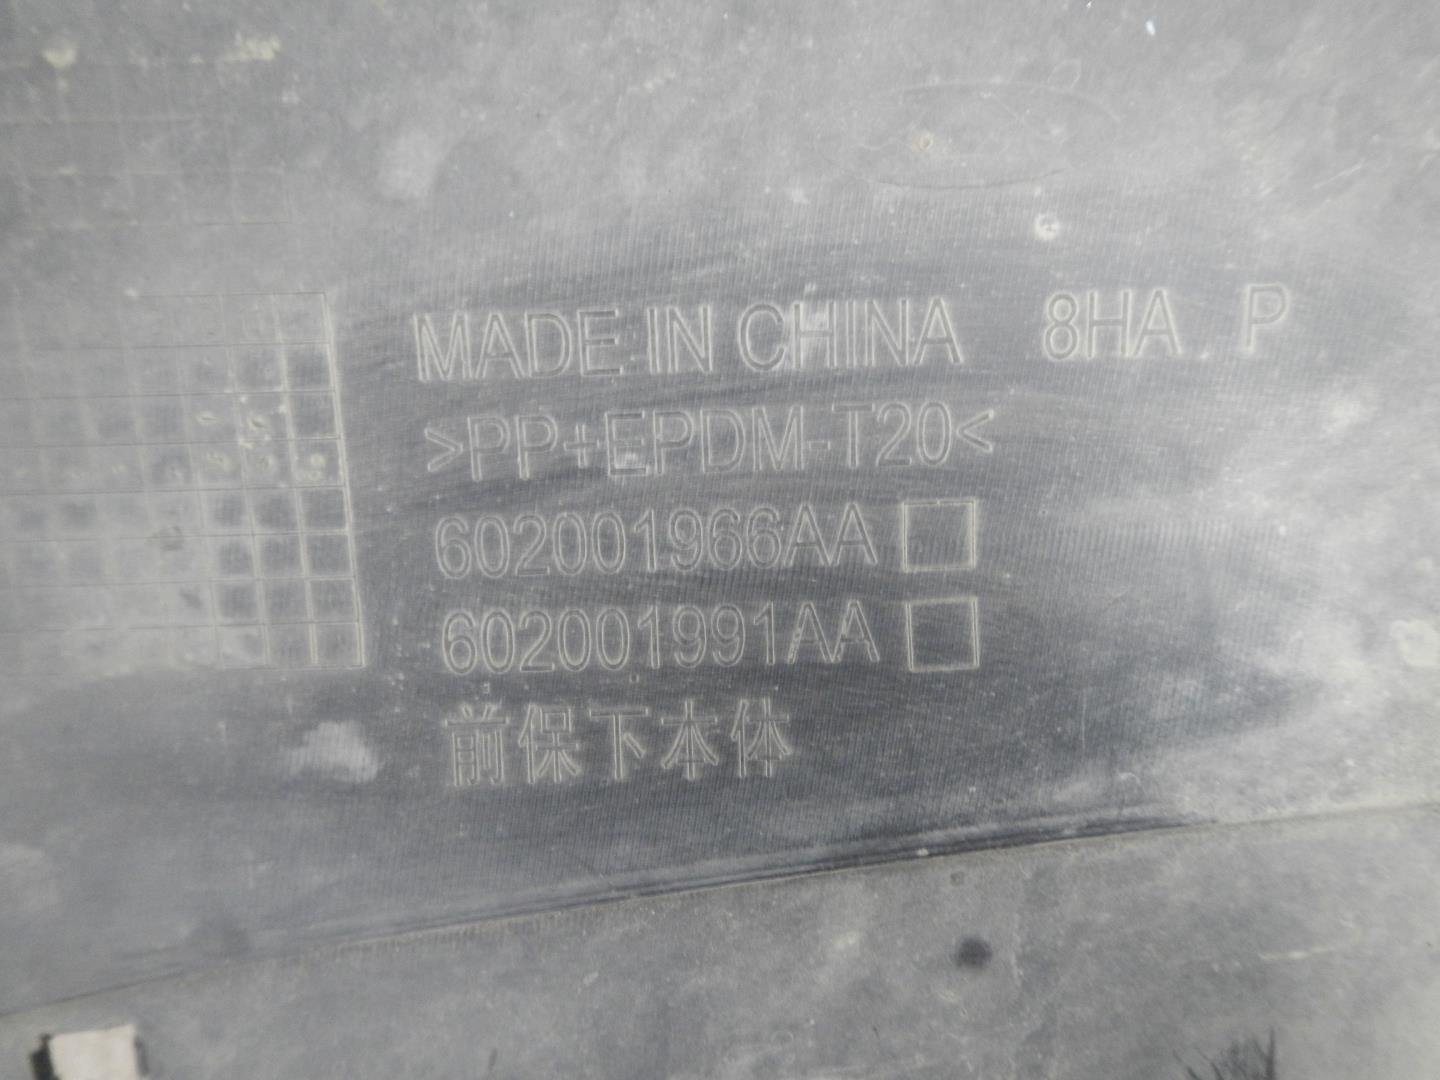 MADE IN CHINA 8HA P
>PP+EPDM-T20<
602001966AA
602001991AA
前保下本体